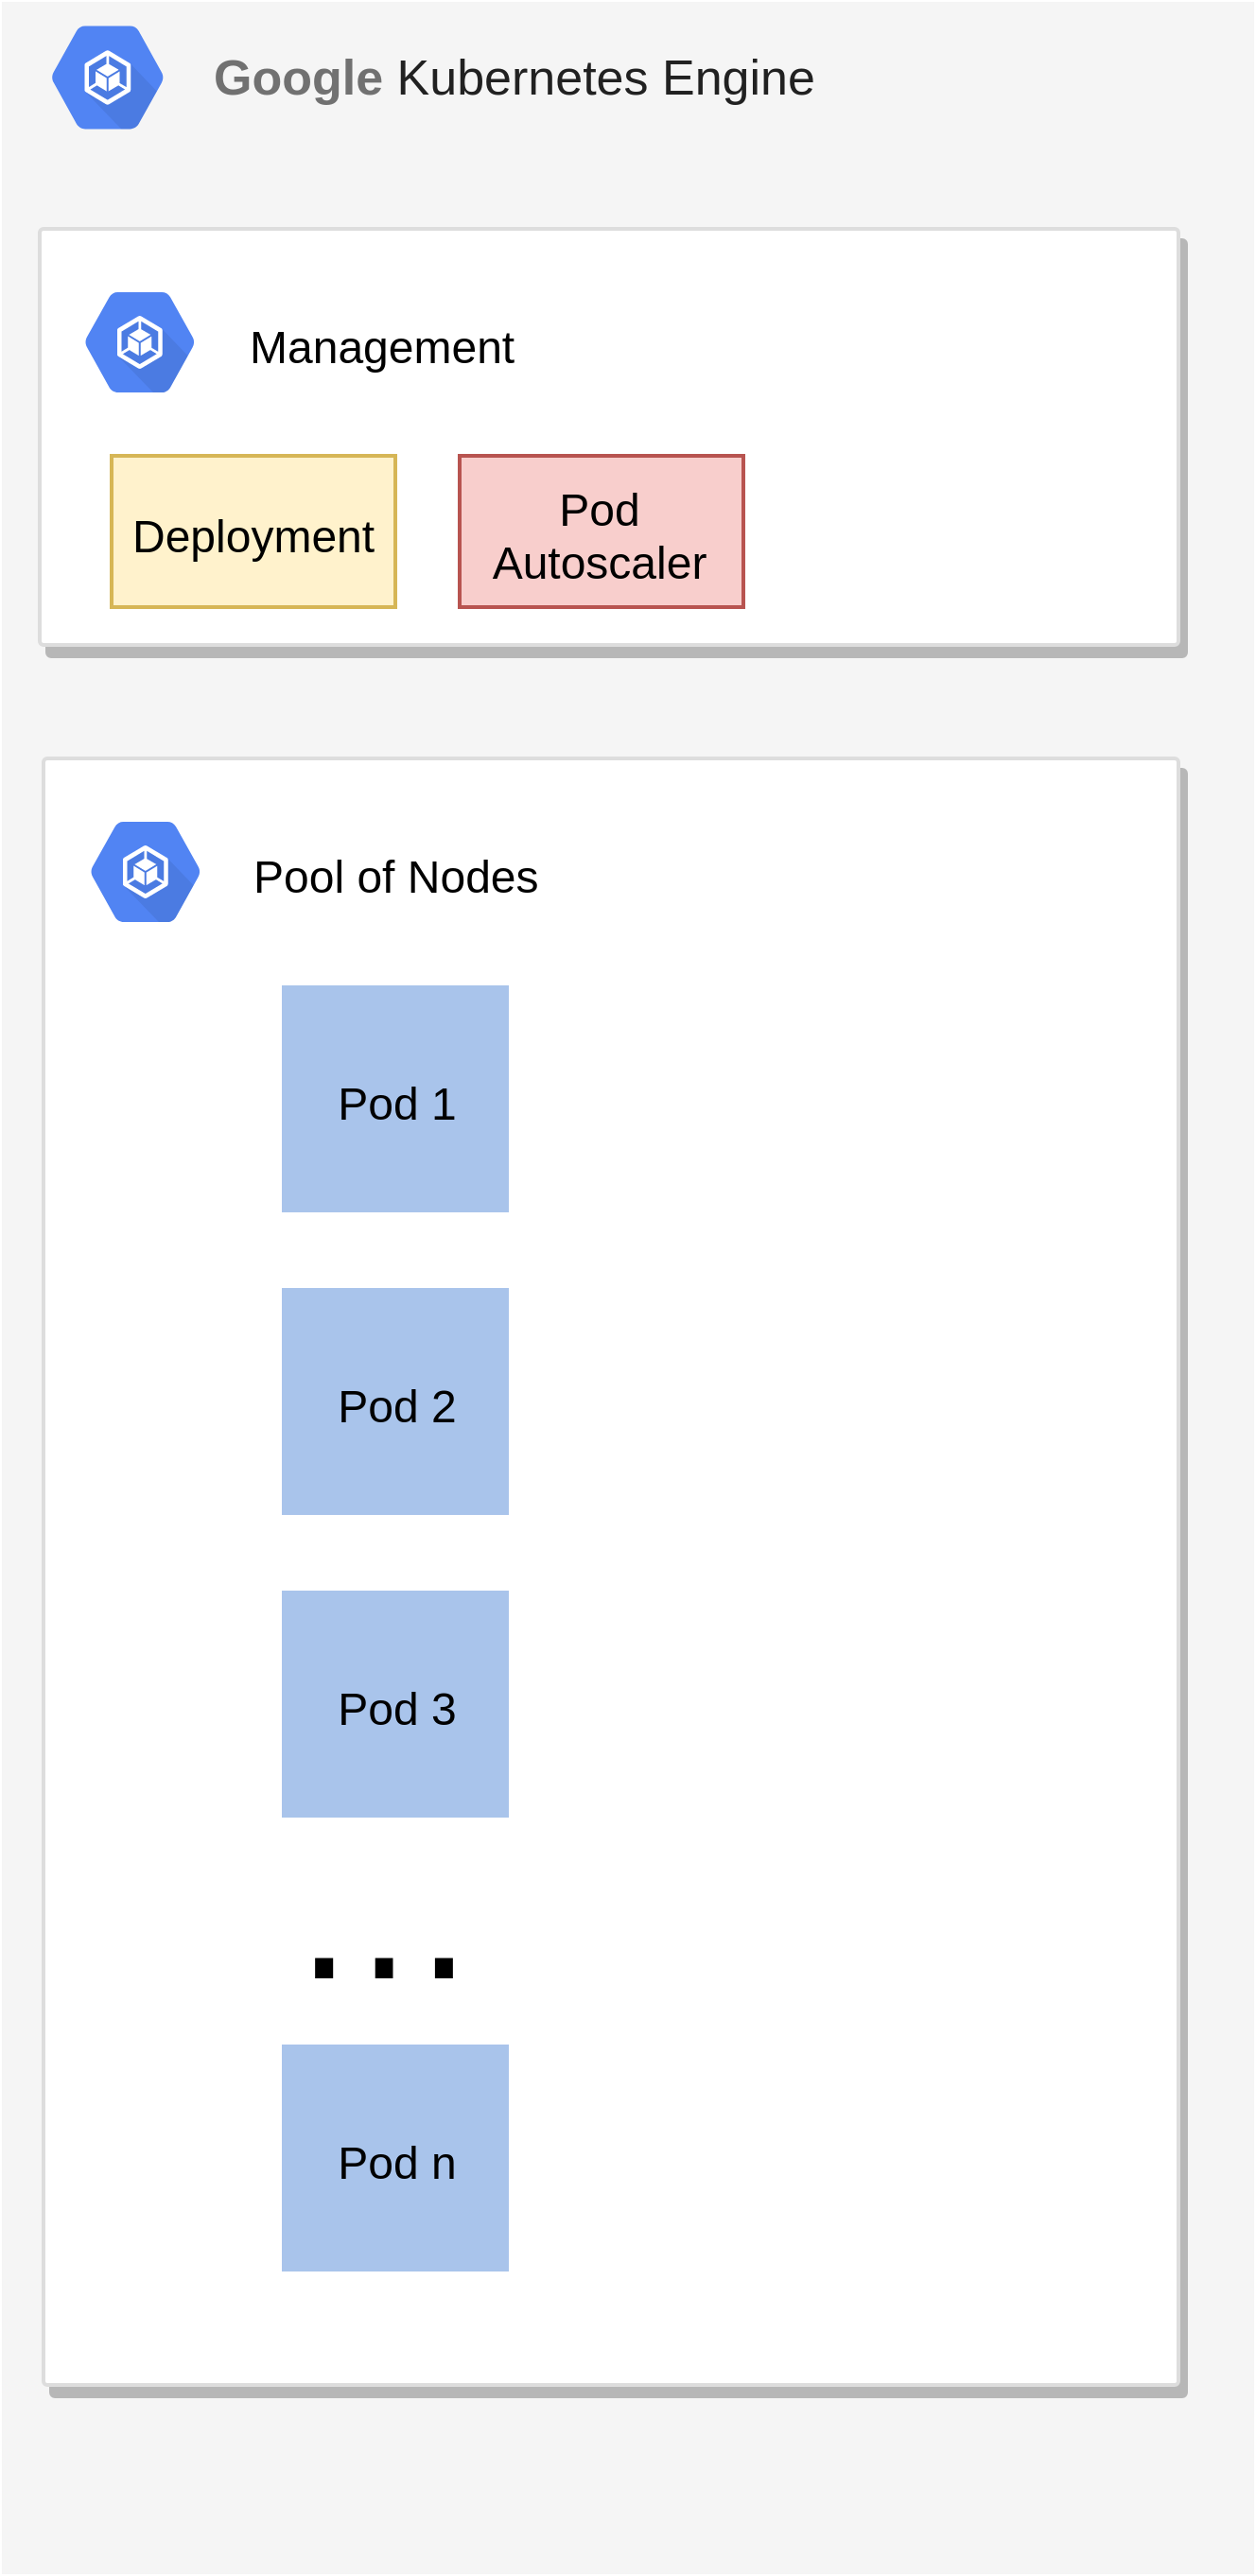 Google Kubernetes Engine
Management
Deployment
Pod
Autoscaler
Pool of Nodes
Pod 1
Pod 2
Pod 3
...
Pod n